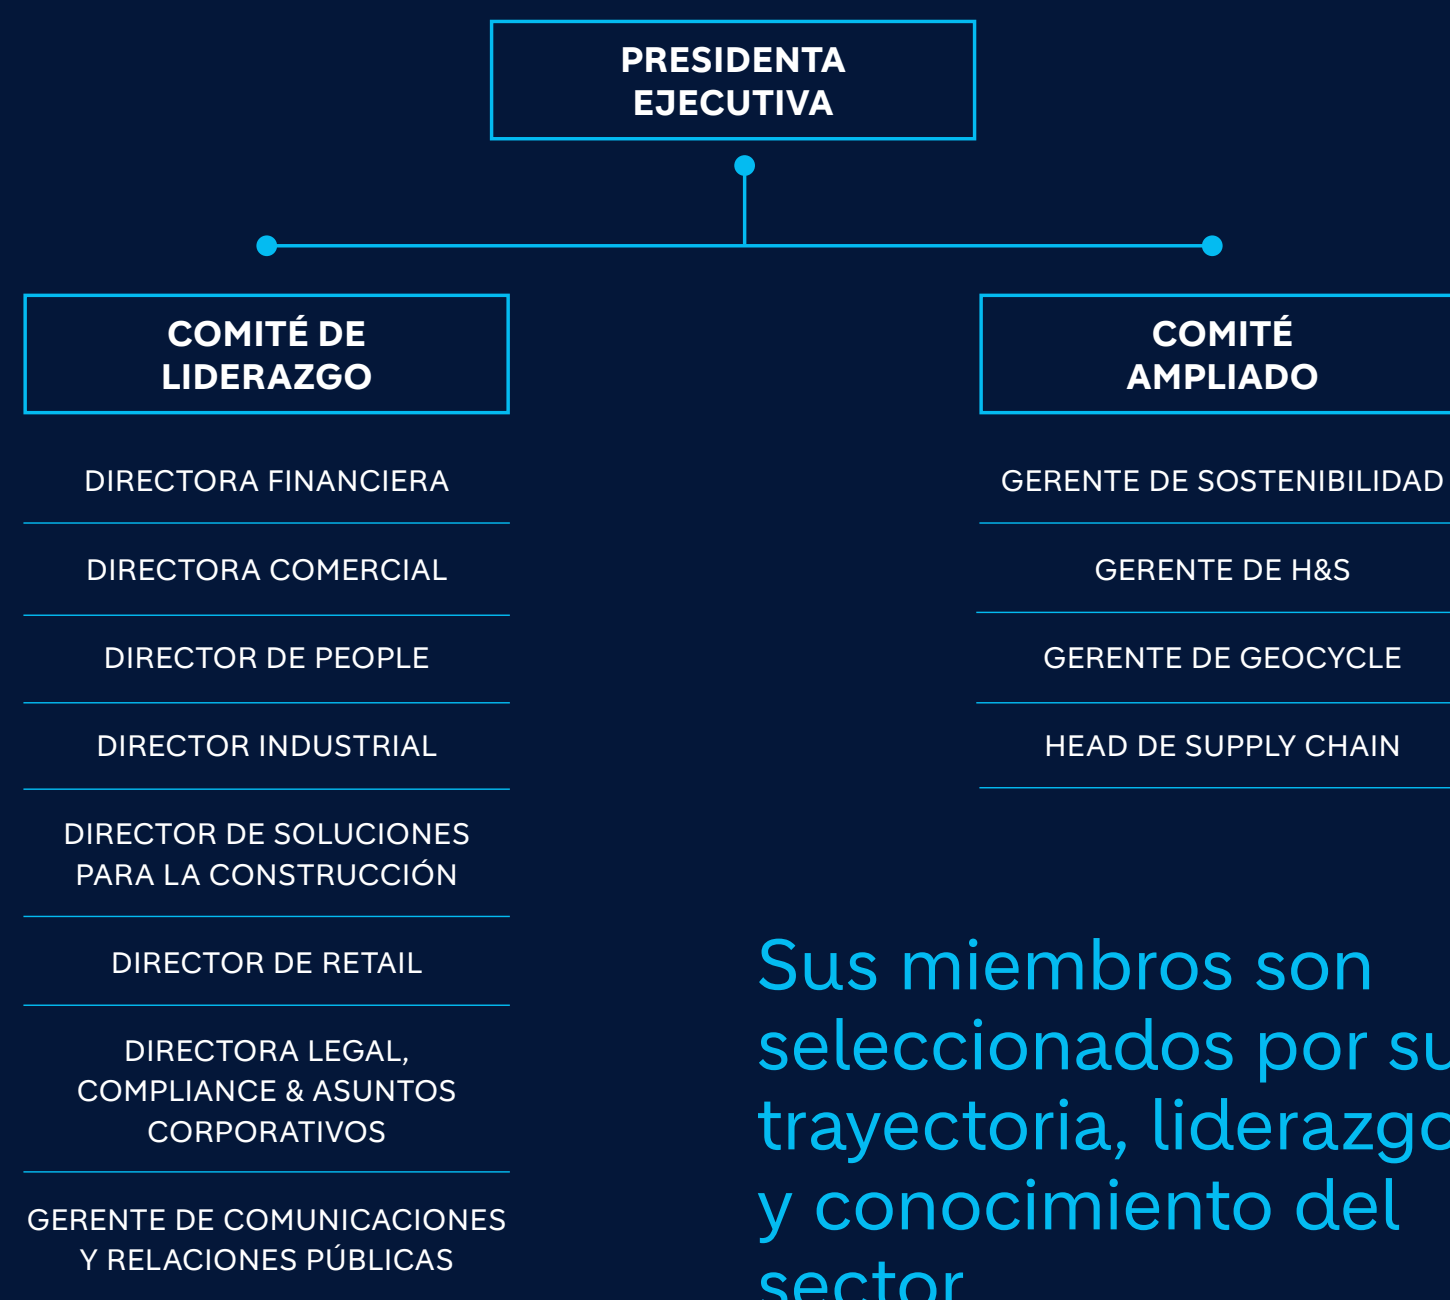 PRESIDENTA
EJECUTIVA
COMITÉ DE
LIDERAZGO
DIRECTORA FINANCIERA
DIRECTORA COMERCIAL
DIRECTOR DE PEOPLE
DIRECTOR INDUSTRIAL
DIRECTOR DE SOLUCIONES
PARA LA CONSTRUCCIÓN
DIRECTOR DE RETAIL
DIRECTORA LEGAL,
COMPLIANCE & ASUNTOS
CORPORATIVOS
GERENTE DE COMUNICACIONES
Y RELACIONES PÚBLICAS
COMITÉ
AMPLIADO
GERENTE DE SOSTENIBILIDAD
GERENTE DE H&S
GERENTE DE GEOCYCLE
HEAD DE SUPPLY CHAIN
Sus miembros son
seleccionados por su
trayectoria, liderazgo
y conocimiento del
sector